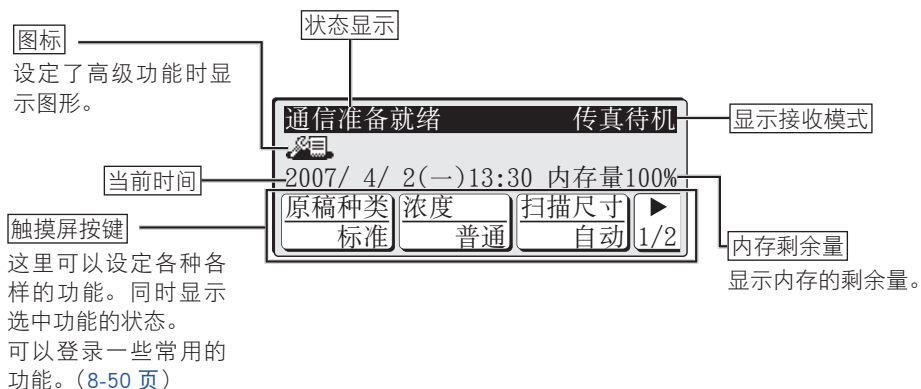 状态显示
图标
设定了高级功能时显
示图形。
通信准备就绪 传真待机
显示接收模式
当前时间
2007/ 4/ 2(一)13:30 内存量100%
原稿种类 浓度 扫描尺寸 ▶
标准 普通 自动 1/2
触摸屏按键
这里可以设定各种各
样的功能。同时显示
选中功能的状态。
可以登录一些常用的
功能。（8-50 页）
内存剩余量
显示内存的剩余量。